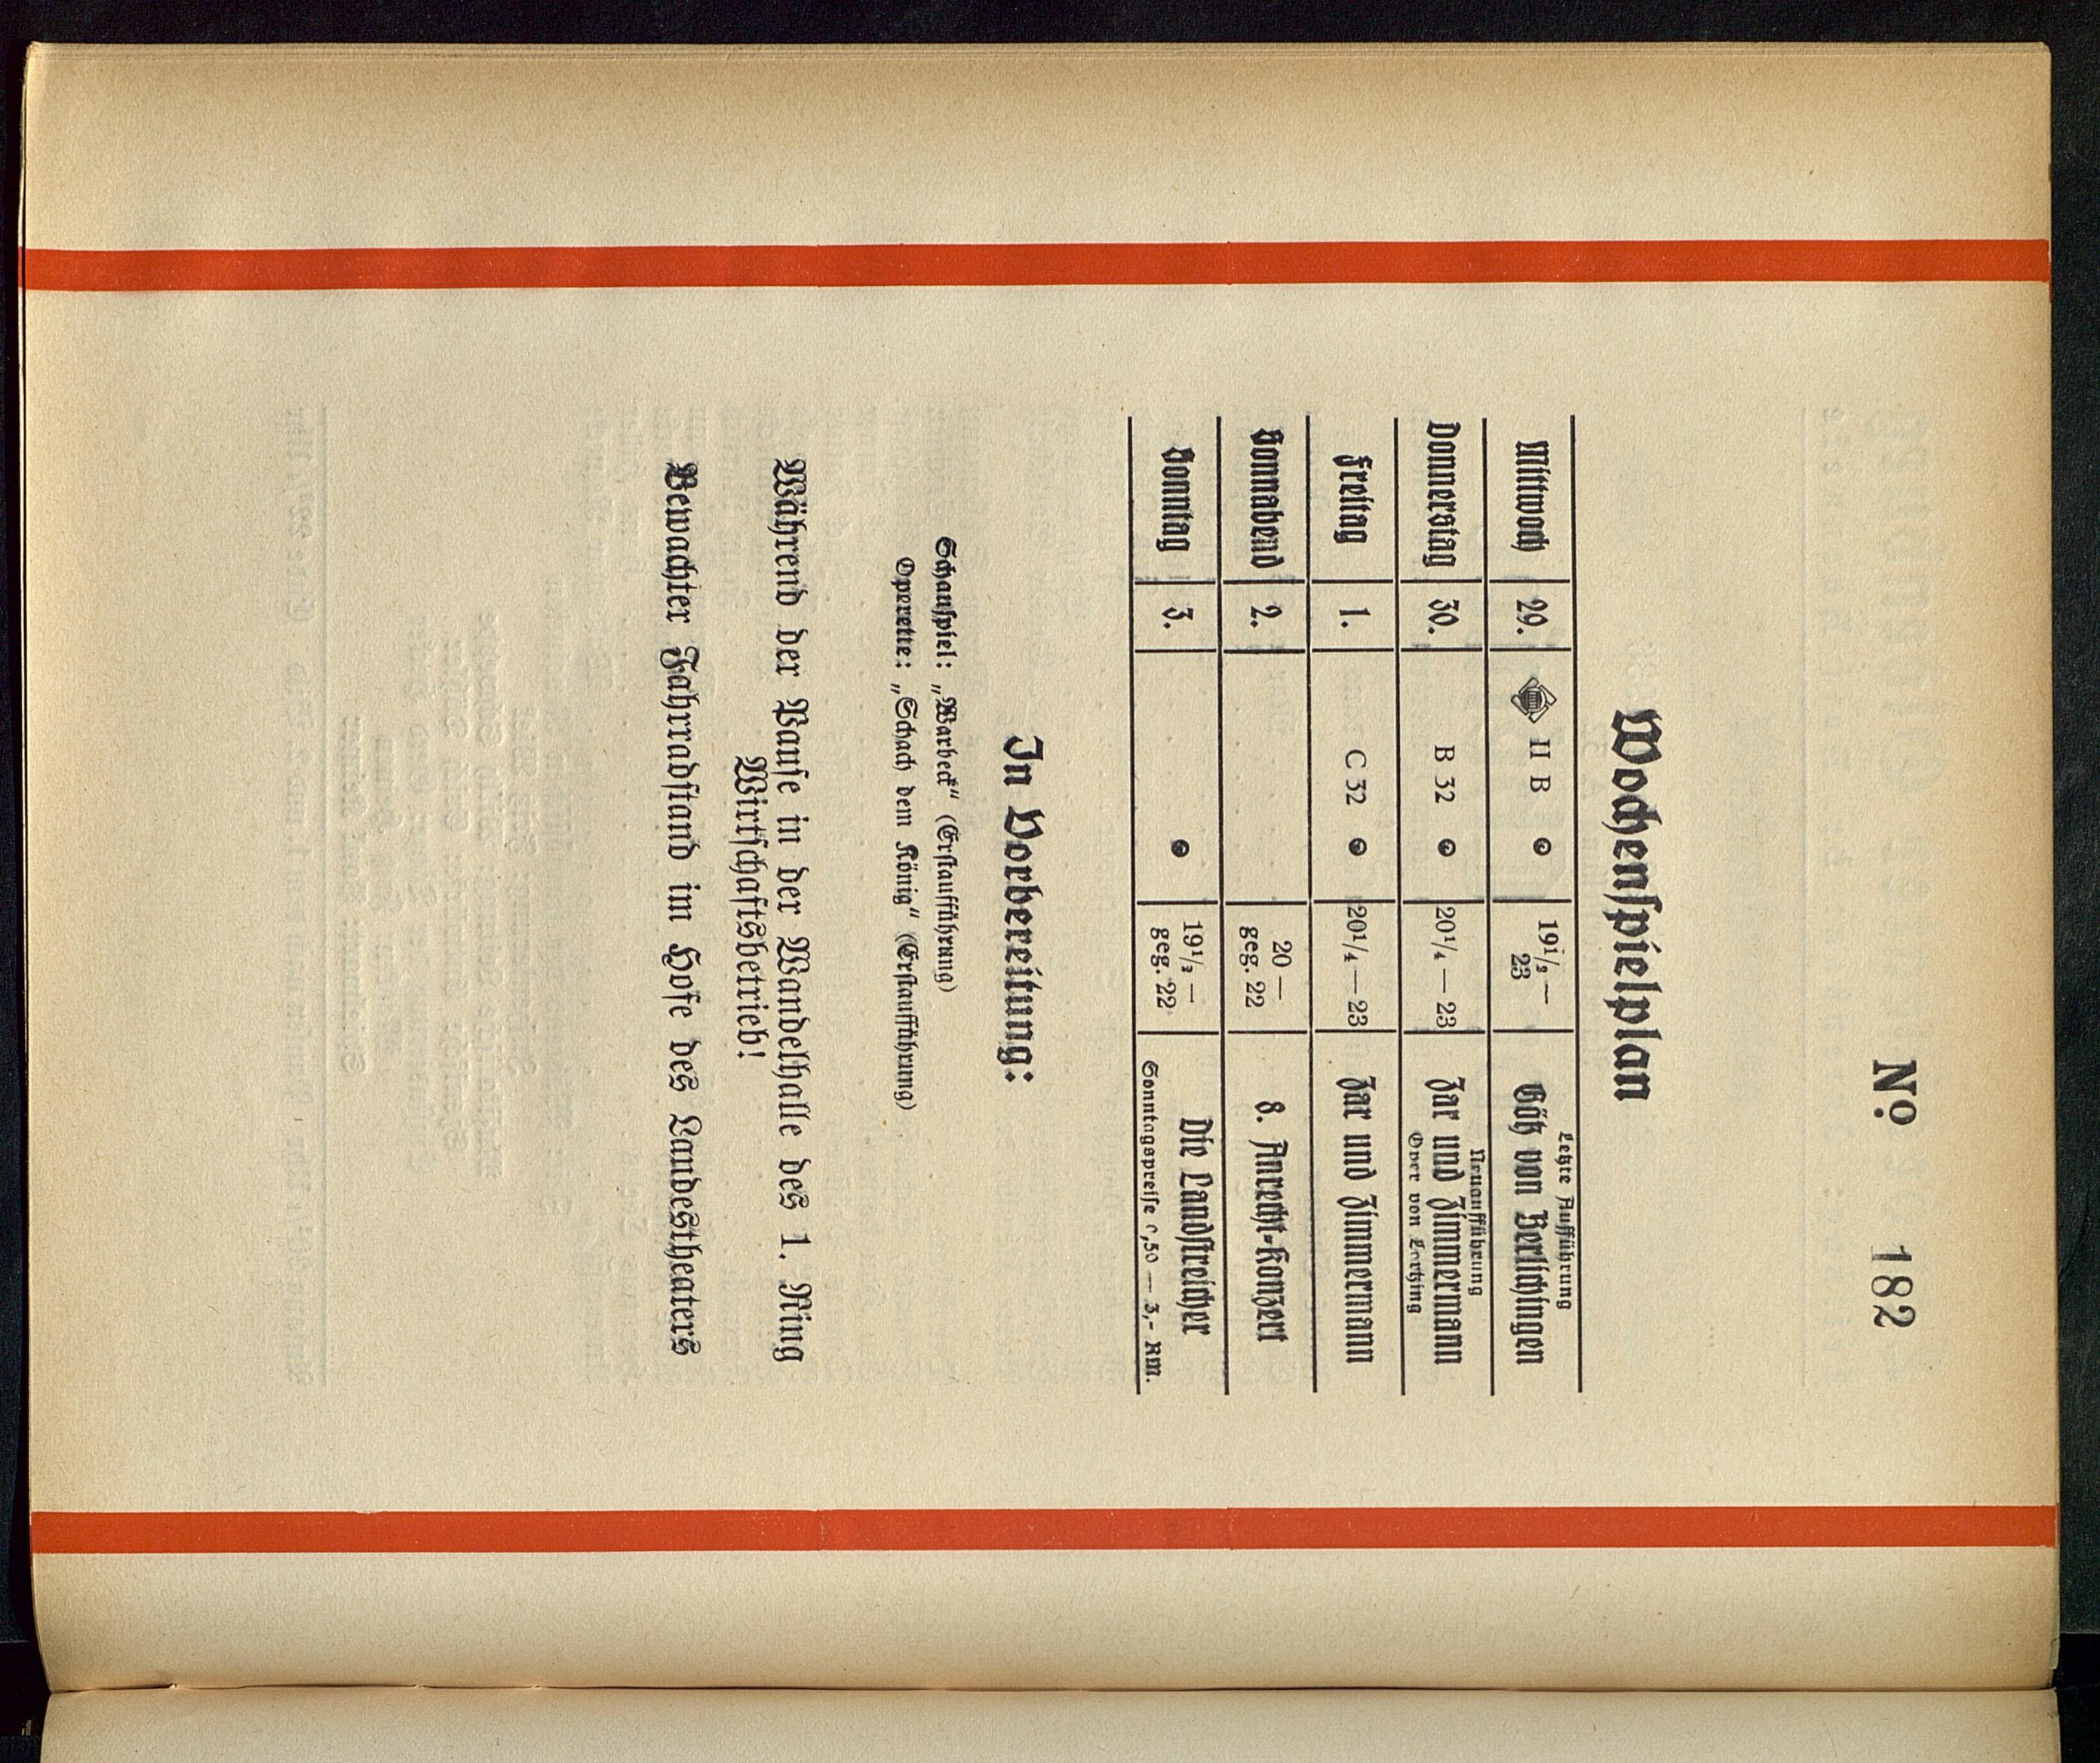 Nº 182
Wochenspielplan
Mittwoch 29. II B 19¹/₂ — 23 Letzte Aufführung
Götz von Berlichingen
Donnerstag 30. B 32 20¹/₄ — 23 Neuaufführung
Zar und Zimmermann
Oper von Lortzing
Freitag 1. C 32 20¹/₄ — 23 Zar und Zimmermann
Sonnabend 2. 20 — geg. 22 8. Anrecht-Konzert
Sonntag 3. 19¹/₂ — geg. 22 Die Landstreicher
Sonntagspreise 0,50 — 3,- RM.
In Vorbereitung:
Schauspiel: „Warbeck“ (Erstaufführung)
Operette: „Schach dem König“ (Erstaufführung)
Während der Pause in der Wandelhalle des 1. Ring
Wirtschaftsbetrieb!
Bewachter Fahrradstand im Hofe des Landestheaters